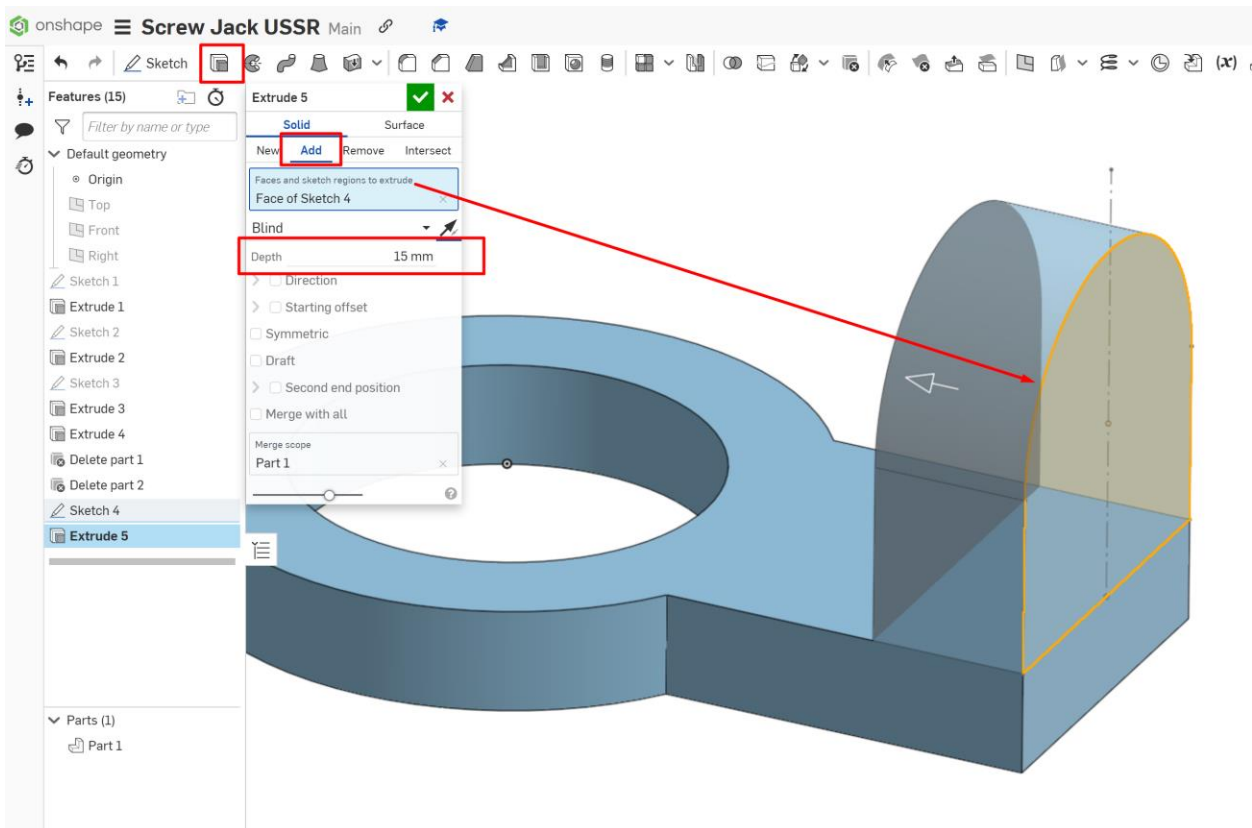 onshape Screw Jack USSR Main
Sketch (x)
Features (15)
Filter by name or type
Default geometry
Origin
Top
Front
Right
Sketch 1
Extrude 1
Sketch 2
Extrude 2
Sketch 3
Extrude 3
Extrude 4
Delete part 1
Delete part 2
Sketch 4
Extrude 5
Parts (1)
Part 1
Extrude 5
Solid Surface
New Add Remove Intersect
Faces and sketch regions to extrude
Face of Sketch 4
Blind
Depth 15 mm
Direction
Starting offset
Symmetric
Draft
Second end position
Merge with all
Merge scope
Part 1